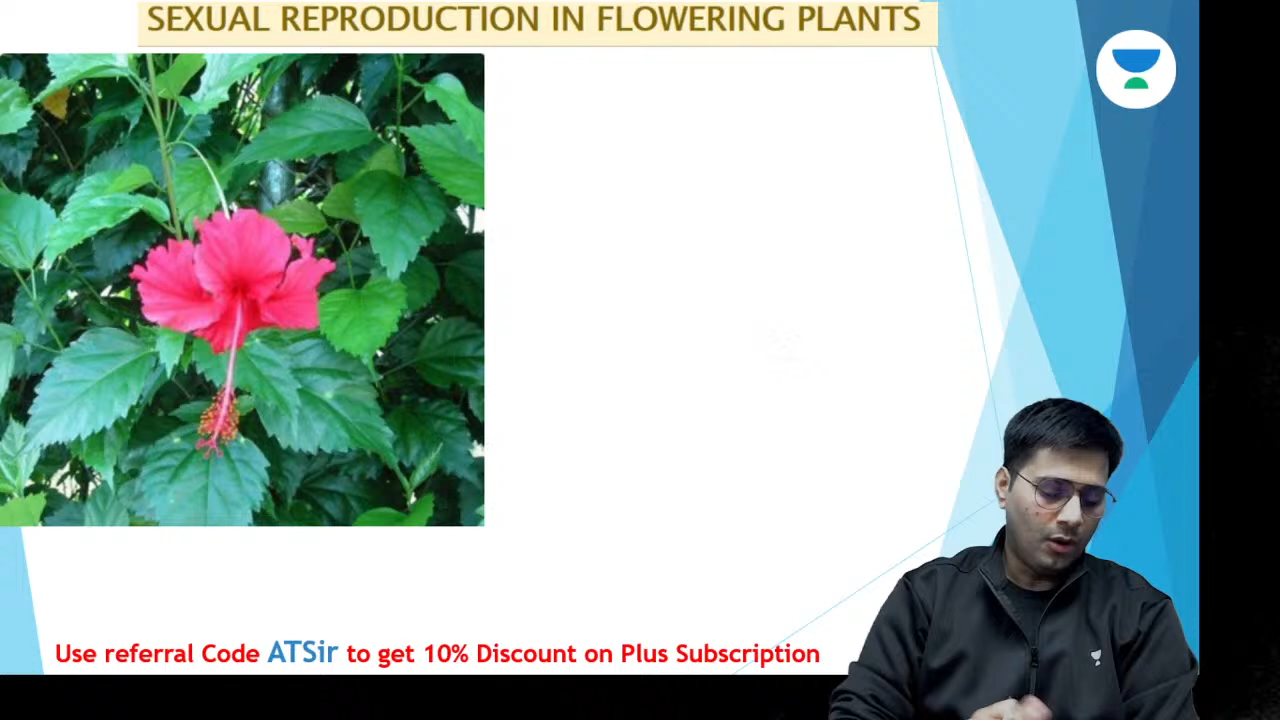 SEXUAL REPRODUCTION IN FLOWERING PLANTS
Use referral Code ATSir to get 10% Discount on Plus Subscription